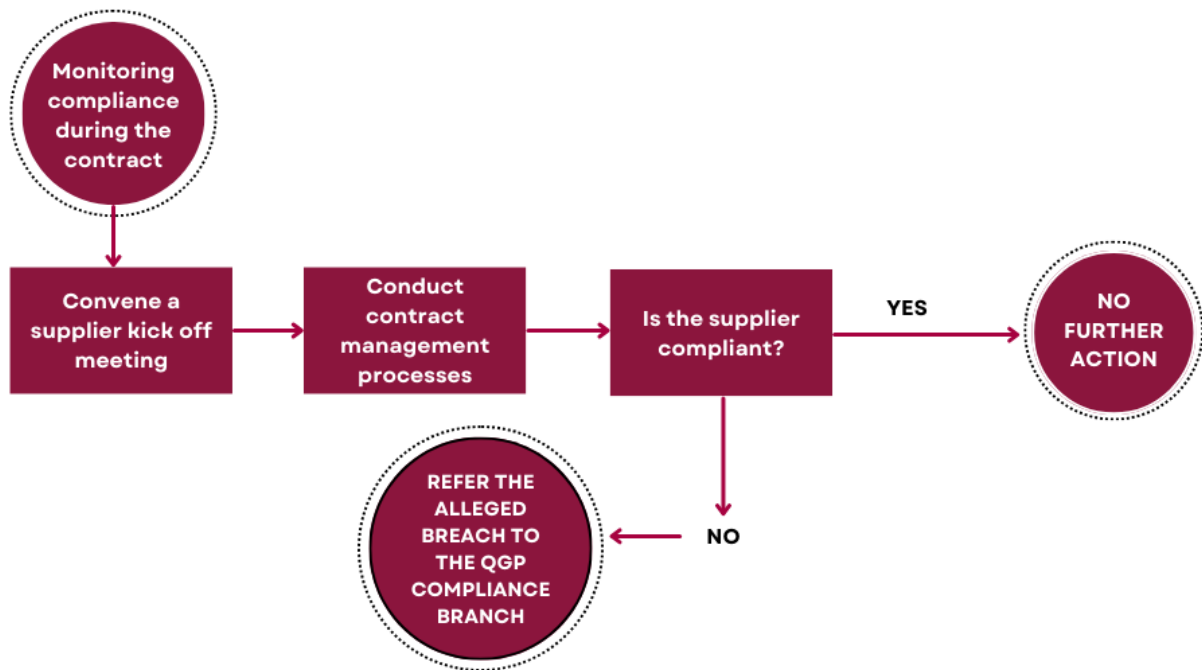 Monitoring
compliance
during the
contract
Convene a
supplier kick off
meeting
Conduct
contract
management
processes
Is the supplier
compliant?
YES
NO
FURTHER
ACTION
NO
REFER THE
ALLEGED
BREACH TO
THE QGP
COMPLIANCE
BRANCH